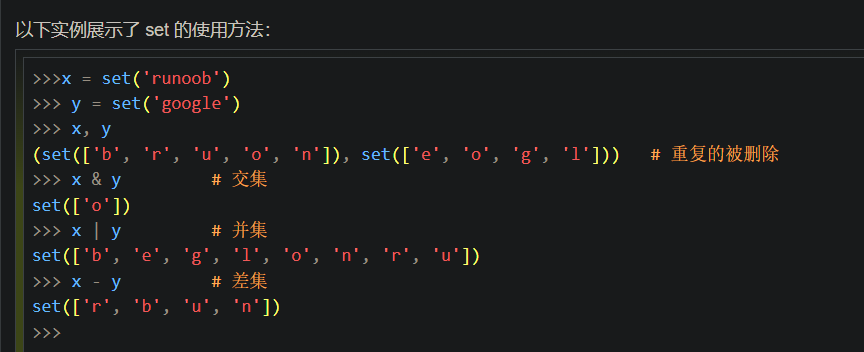 以下实例展示了 set 的使用方法：
>>>x = set('runoob')
>>> y = set('google')
>>> x, y
(set(['b', 'r', 'u', 'o', 'n']), set(['e', 'o', 'g', 'l']))   # 重复的被删除
>>> x & y         # 交集
set(['o'])
>>> x | y         # 并集
set(['b', 'e', 'g', 'l', 'o', 'n', 'r', 'u'])
>>> x - y         # 差集
set(['r', 'b', 'u', 'n'])
>>>